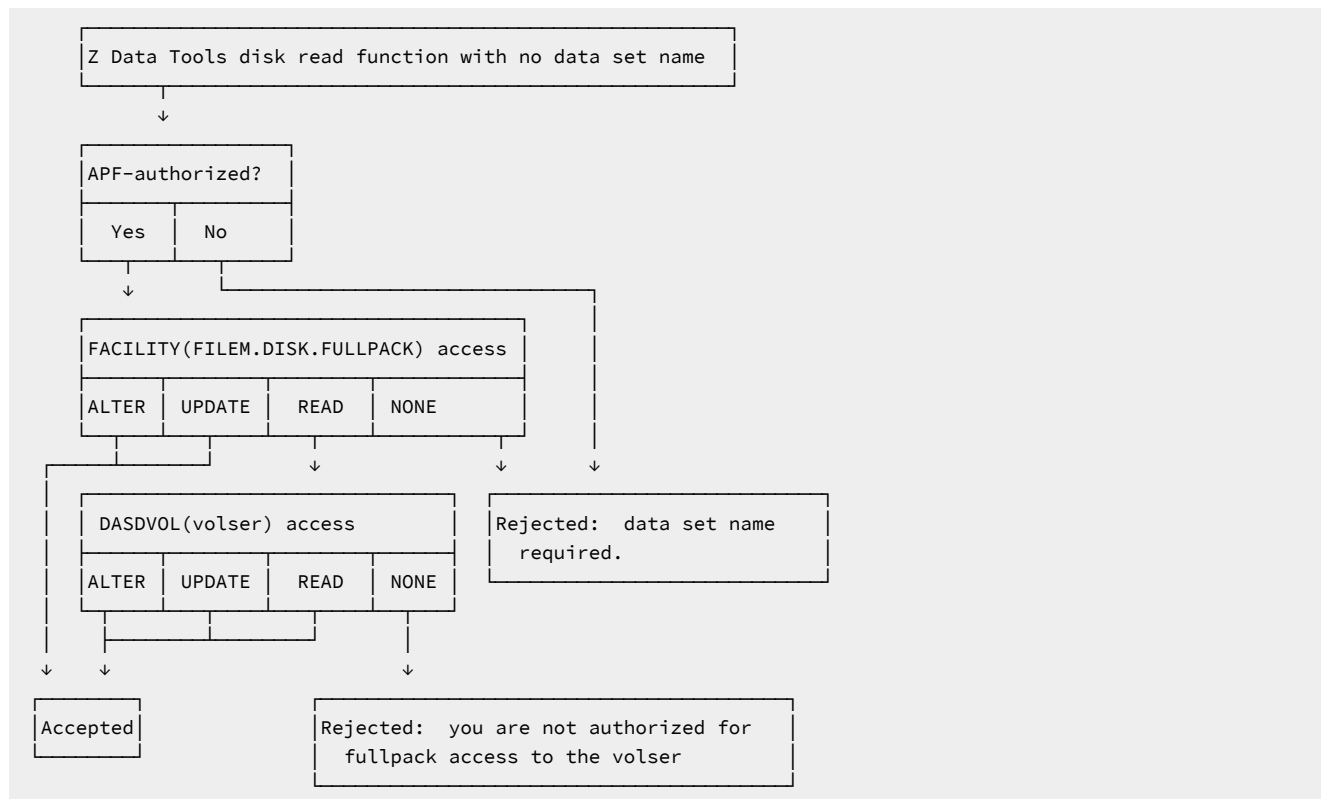 Z Data Tools disk read function with no data set name
APF-authorized?
Yes No
FACILITY(FILEM.DISK.FULLPACK) access
ALTER UPDATE READ NONE
DASDVOL(volser) access
ALTER UPDATE READ NONE
Rejected: data set name
required.
Accepted
Rejected: you are not authorized for
fullpack access to the volser